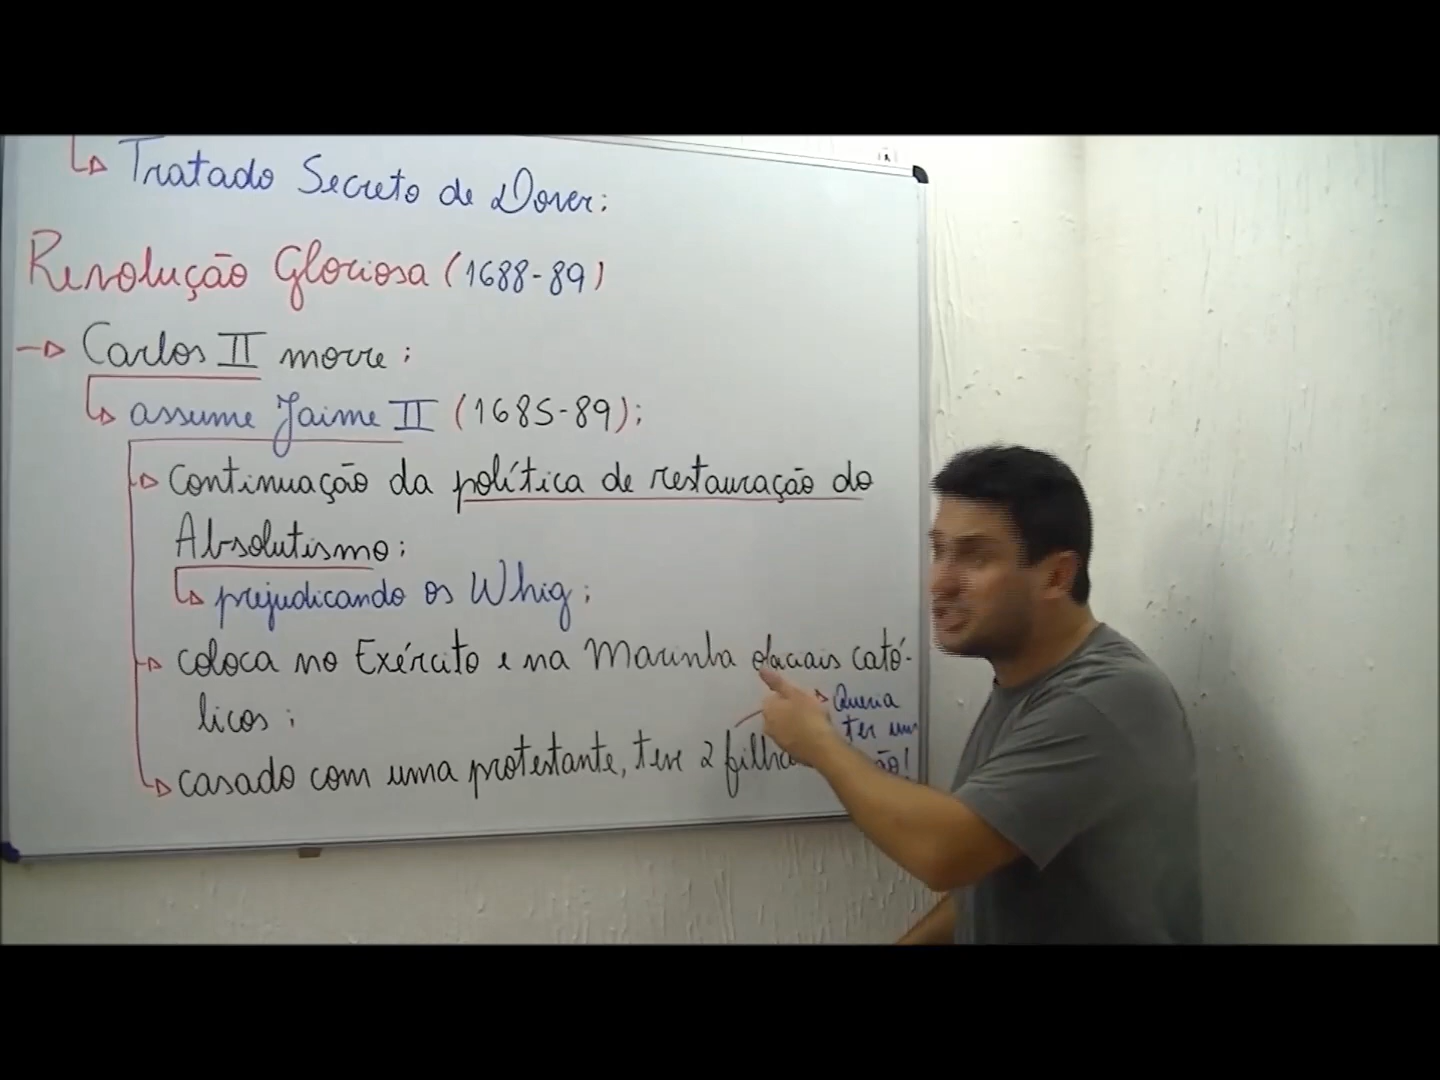 Tratado Secreto de Dover;
Revolução Gloriosa (1688-89)
Carlos II morre;
assume Jaime II (1685-89);
continuação da política de restauração do
Absolutismo;
prejudicando os Whig;
coloca no Exército e na Marinha oficiais cató-
licos;
Queria
ter um
casado com uma protestante, teve 2 filha
ão!